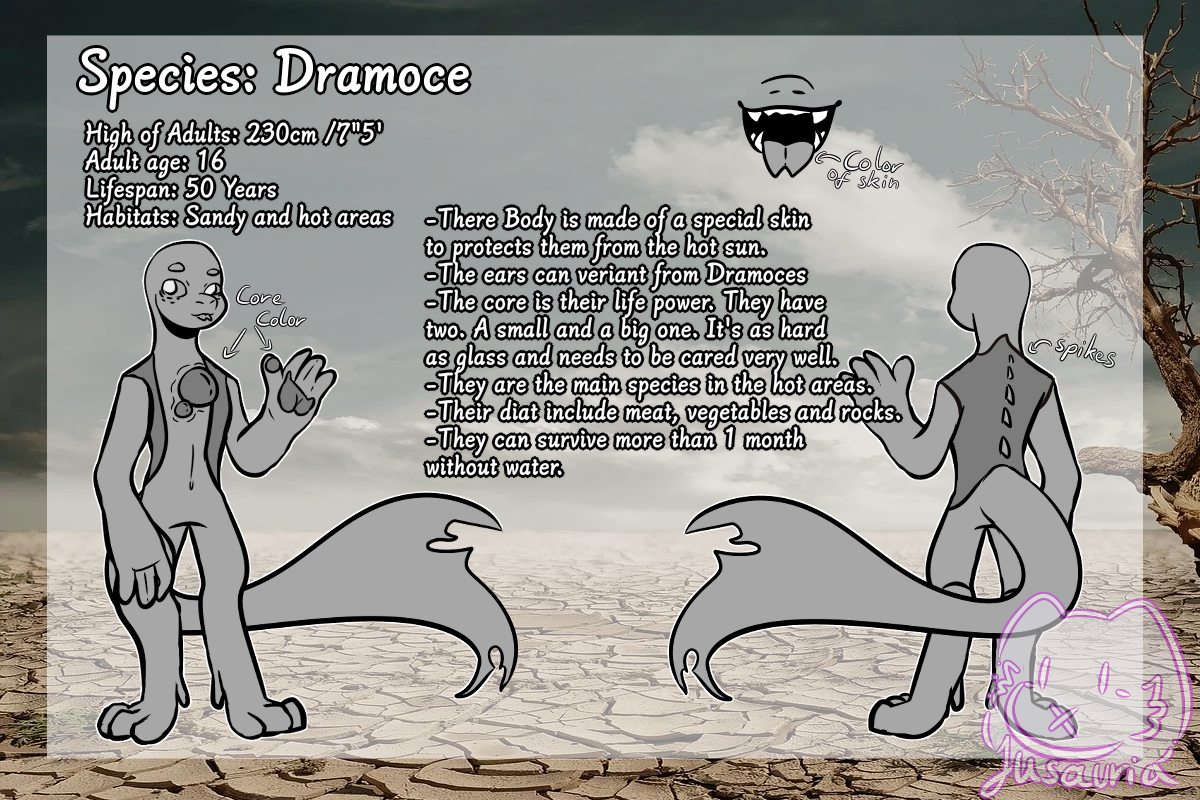 Species: Dramoce
High of Adults: 230cm /7"5'
Adult age: 16
Lifespan: 50 Years
Habitats: Sandy and hot areas
Color
of skin
-There Body is made of a special skin
to protects them from the hot sun.
-The ears can veriant from Dramoces
-The core is their life power. They have
two. A small and a big one. It's as hard
as glass and needs to be cared very well.
-They are the main species in the hot areas.
-Their diat include meat, vegetables and rocks.
-They can survive more than 1 month
without water.
Core
Color
spikes
Jusauria